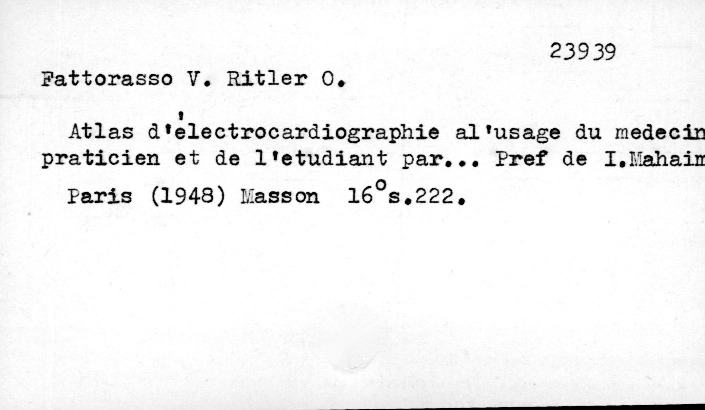 23939
Fattorasso V. Ritler O.
Atlas d'électrocardiographie al'usage du medecin
praticien et de l'etudiant par... Pref de I.Mahaim
Paris (1948) Masson 16°s.222.